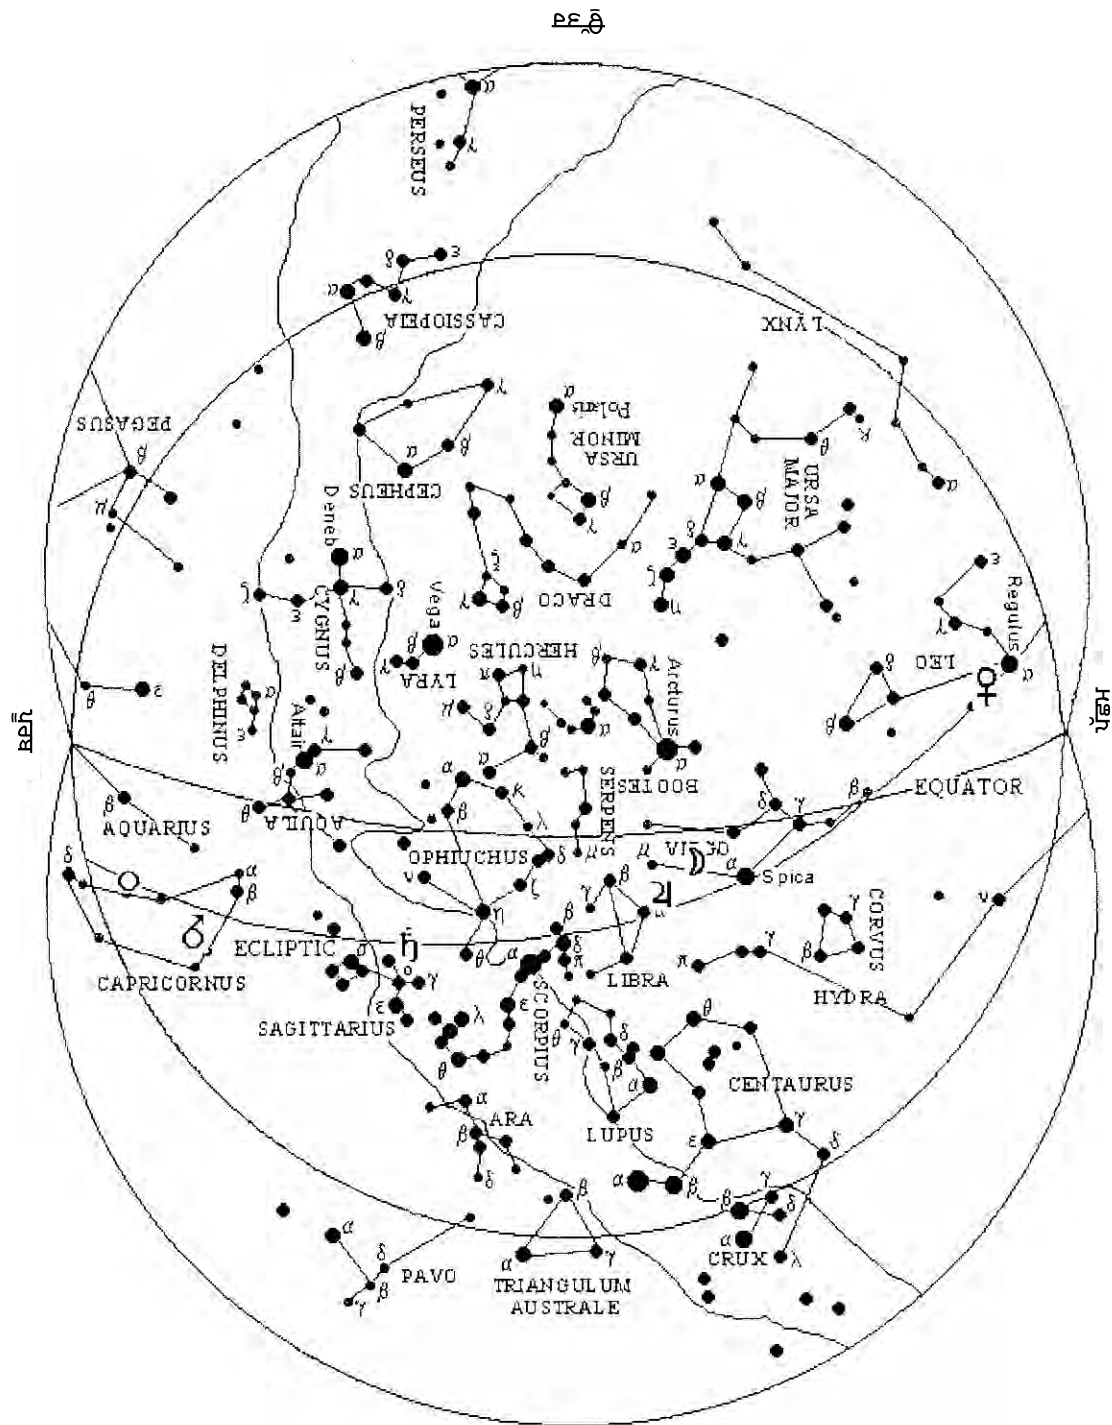 α
PERSEUS
γ
δ ε
α γ
CASSIOPEIA
β
LYNX
γ
α
Polaris
URSA
MINOR
β
γ
PEGASUS
β
μ
α β
CEPHEUS
θ κ
URSA
MAJOR
α
α β
δ γ
ε
ζ
η
Deneb
α
ζ ε γ δ
CYGNUS
β
ξ
γ β
α
DRACO
ε
Regulus
γ
LEO
α
δ
β
♀
Vega
α
β
γ
LYRA
HERCULES
π η
μ δ
β
α
β γ
Arcturus
α
BOOTES
α
θ ε
DELPHINUS
α
ε
Altair
γ
α
β
θ
AQUILA
β
AQUARIUS
α
κ
β
λ
OPHIUCHUS
δ
ν
ζ
η
θ
SERPENS
μ
EQUATOR
β
δ γ
μ
α
Spica
☽
♃
β
γ
α
LIBRA
γ
β
CORVUS
ν
π γ
HYDRA
δ
α
β
♂
CAPRICORNUS
ECLIPTIC
♄
σ
ο
γ
ε
SAGITTARIUS
β
δ
π
α
ε
λ
θ
SCORPIUS
θ
γ
δ
β
α
LUPUS
θ
CENTAURUS
γ
ε
δ
α
β
λ
α
β
ARA
δ
γ
β
δ
α
CRUX
α
δ
β
γ
PAVO
β
α
γ
TRIANGULUM
AUSTRALE